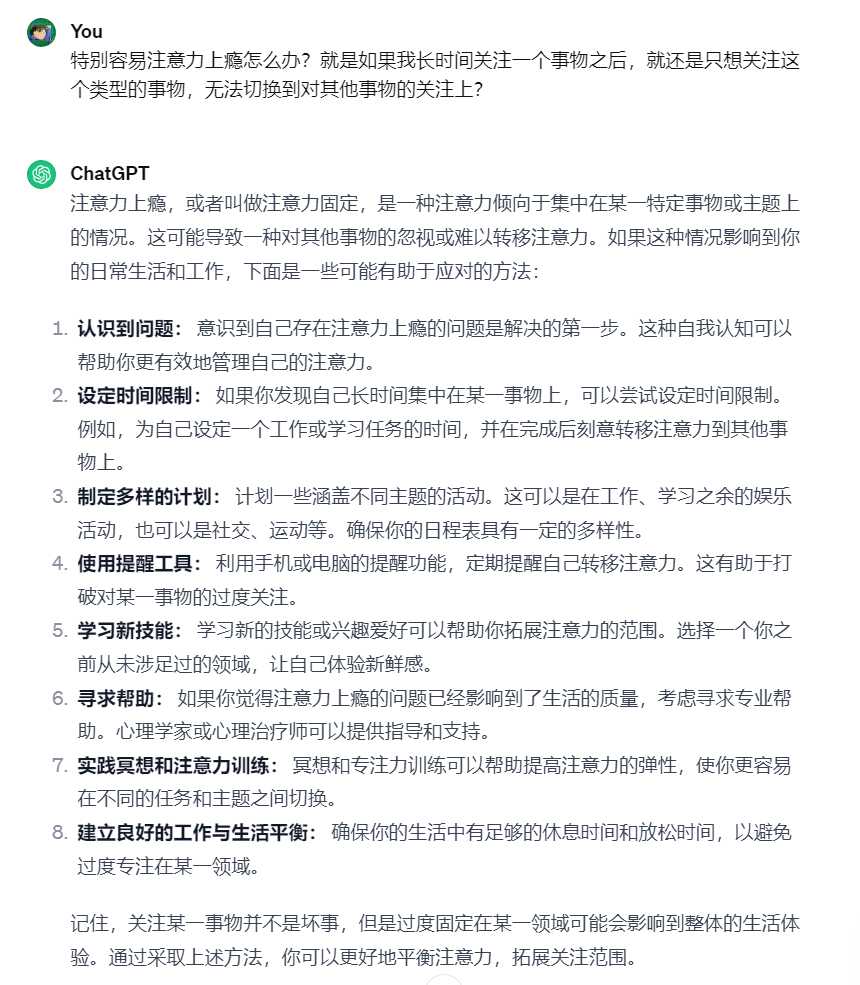 You
特别容易注意力上瘾怎么办？就是如果我长时间关注一个事物之后，就还是只想关注这
个类型的事物，无法切换到对其他事物的关注上？
ChatGPT
注意力上瘾，或者叫做注意力固定，是一种注意力倾向于集中在某一特定事物或主题上
的情况。这可能导致一种对其他事物的忽视或难以转移注意力。如果这种情况影响到你
的日常生活和工作，下面是一些可能有助于应对的方法：
1. 认识到问题： 意识到自己存在注意力上瘾的问题是解决的第一步。这种自我认知可以
帮助你更有效地管理自己的注意力。
2. 设定时间限制： 如果你发现自己长时间集中在某一事物上，可以尝试设定时间限制。
例如，为自己设定一个工作或学习任务的时间，并在完成后刻意转移注意力到其他事
物上。
3. 制定多样的计划： 计划一些涵盖不同主题的活动。这可以是在工作、学习之余的娱乐
活动，也可以是社交、运动等。确保你的日程表具有一定的多样性。
4. 使用提醒工具： 利用手机或电脑的提醒功能，定期提醒自己转移注意力。这有助于打
破对某一事物的过度关注。
5. 学习新技能： 学习新的技能或兴趣爱好可以帮助你拓展注意力的范围。选择一个你之
前从未涉足过的领域，让自己体验新鲜感。
6. 寻求帮助： 如果你觉得注意力上瘾的问题已经影响到了生活的质量，考虑寻求专业帮
助。心理学家或心理治疗师可以提供指导和支持。
7. 实践冥想和注意力训练： 冥想和专注力训练可以帮助提高注意力的弹性，使你更容易
在不同的任务和主题之间切换。
8. 建立良好的工作与生活平衡： 确保你的生活中有足够的休息时间和放松时间，以避免
过度专注在某一领域。
记住，关注某一事物并不是坏事，但是过度固定在某一领域可能会影响到整体的生活体
验。通过采取上述方法，你可以更好地平衡注意力，拓展关注范围。